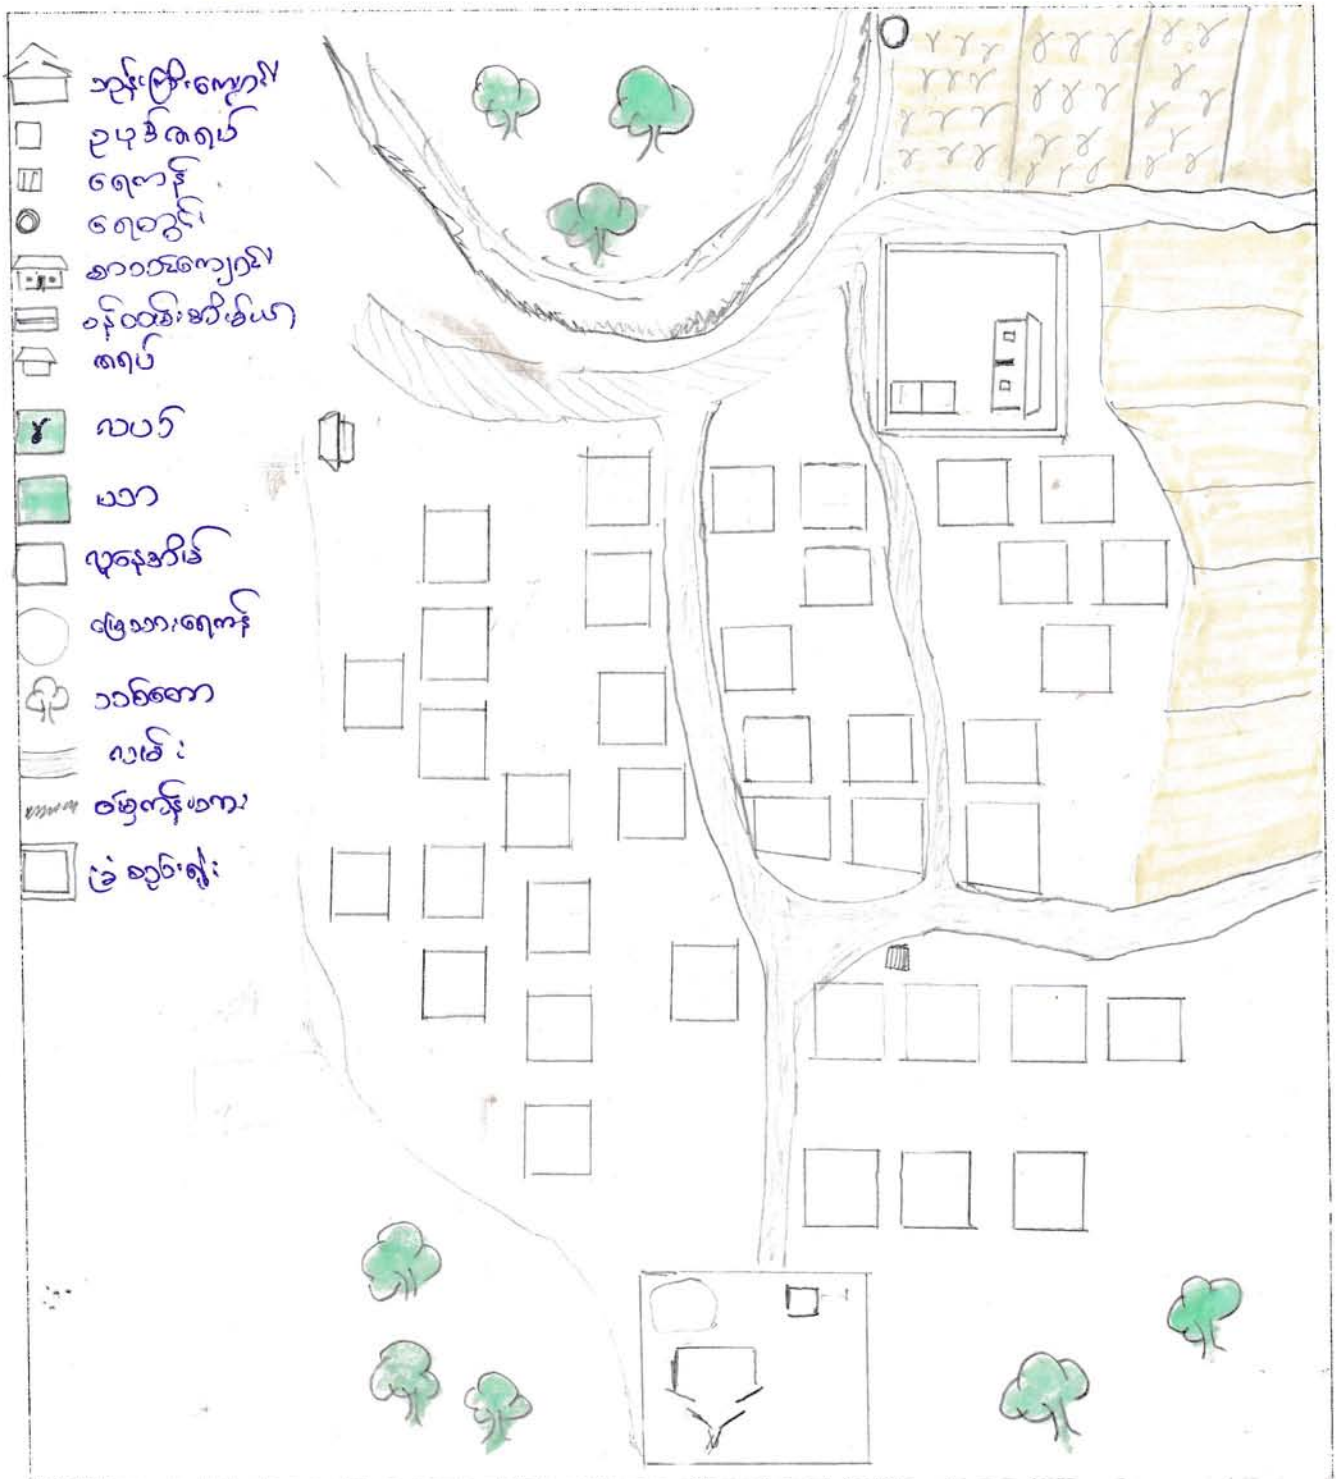 ဘုန်းကြီးကျောင်း
ဥပုဒ်ဇရပ်
ရေကန်
ရေတွင်း
စာသင်ကျောင်း
ဝန်ထမ်းအိမ်ယာ
ဇရပ်
လယ်
ယာ
လူနေအိမ်
မြေသားရေကန်
သစ်တော
လမ်း
ခြံစည်းရိုး